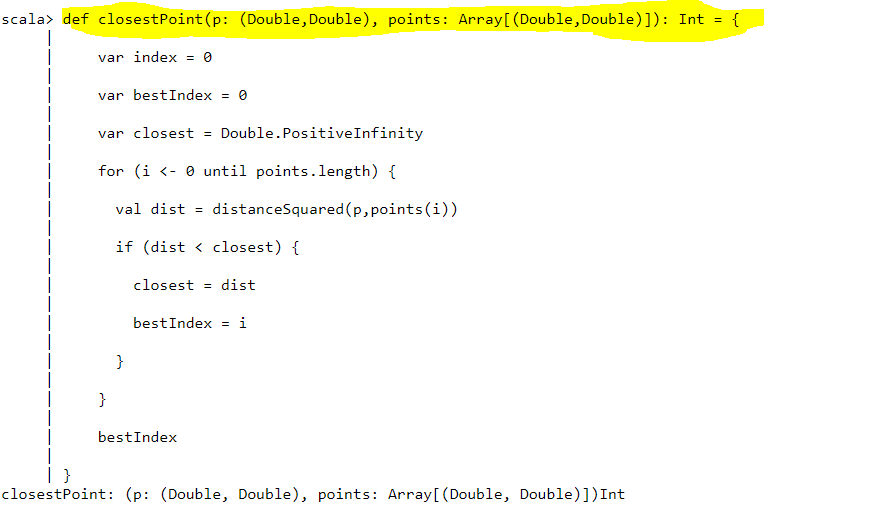 scala> def closestPoint(p: (Double,Double), points: Array[(Double,Double)]): Int = {
     |
     |     var index = 0
     |
     |     var bestIndex = 0
     |
     |     var closest = Double.PositiveInfinity
     |
     |     for (i <- 0 until points.length) {
     |
     |       val dist = distanceSquared(p,points(i))
     |
     |       if (dist < closest) {
     |
     |         closest = dist
     |
     |         bestIndex = i
     |
     |       }
     |
     |     }
     |
     |     bestIndex
     |
     | }
closestPoint: (p: (Double, Double), points: Array[(Double, Double)])Int